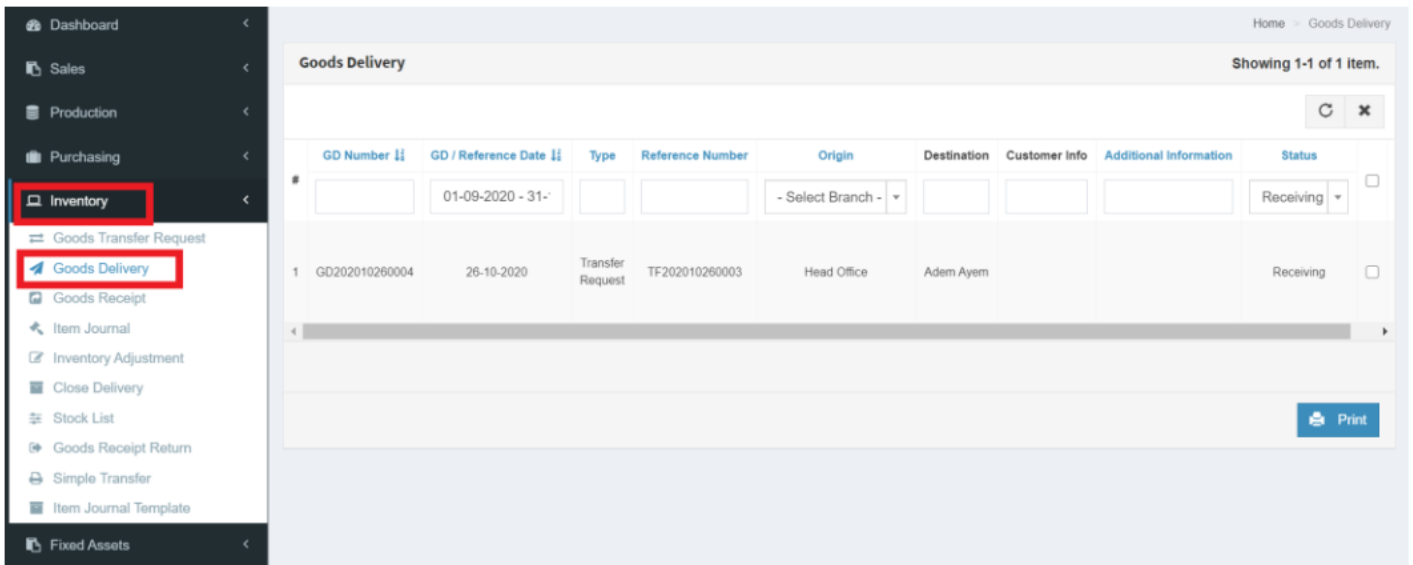 Dashboard
Sales
Production
Purchasing
Inventory
Goods Transfer Request
Goods Delivery
Goods Receipt
Item Journal
Inventory Adjustment
Close Delivery
Stock List
Goods Receipt Return
Simple Transfer
Item Journal Template
Fixed Assets
Home > Goods Delivery
Goods Delivery Showing 1-1 of 1 item.
# GD Number GD / Reference Date Type Reference Number Origin Destination Customer Info Additional Information Status
01-09-2020 - 31- - Select Branch - Receiving
1 GD202010260004 26-10-2020 Transfer Request TF202010260003 Head Office Adem Ayem Receiving
Print